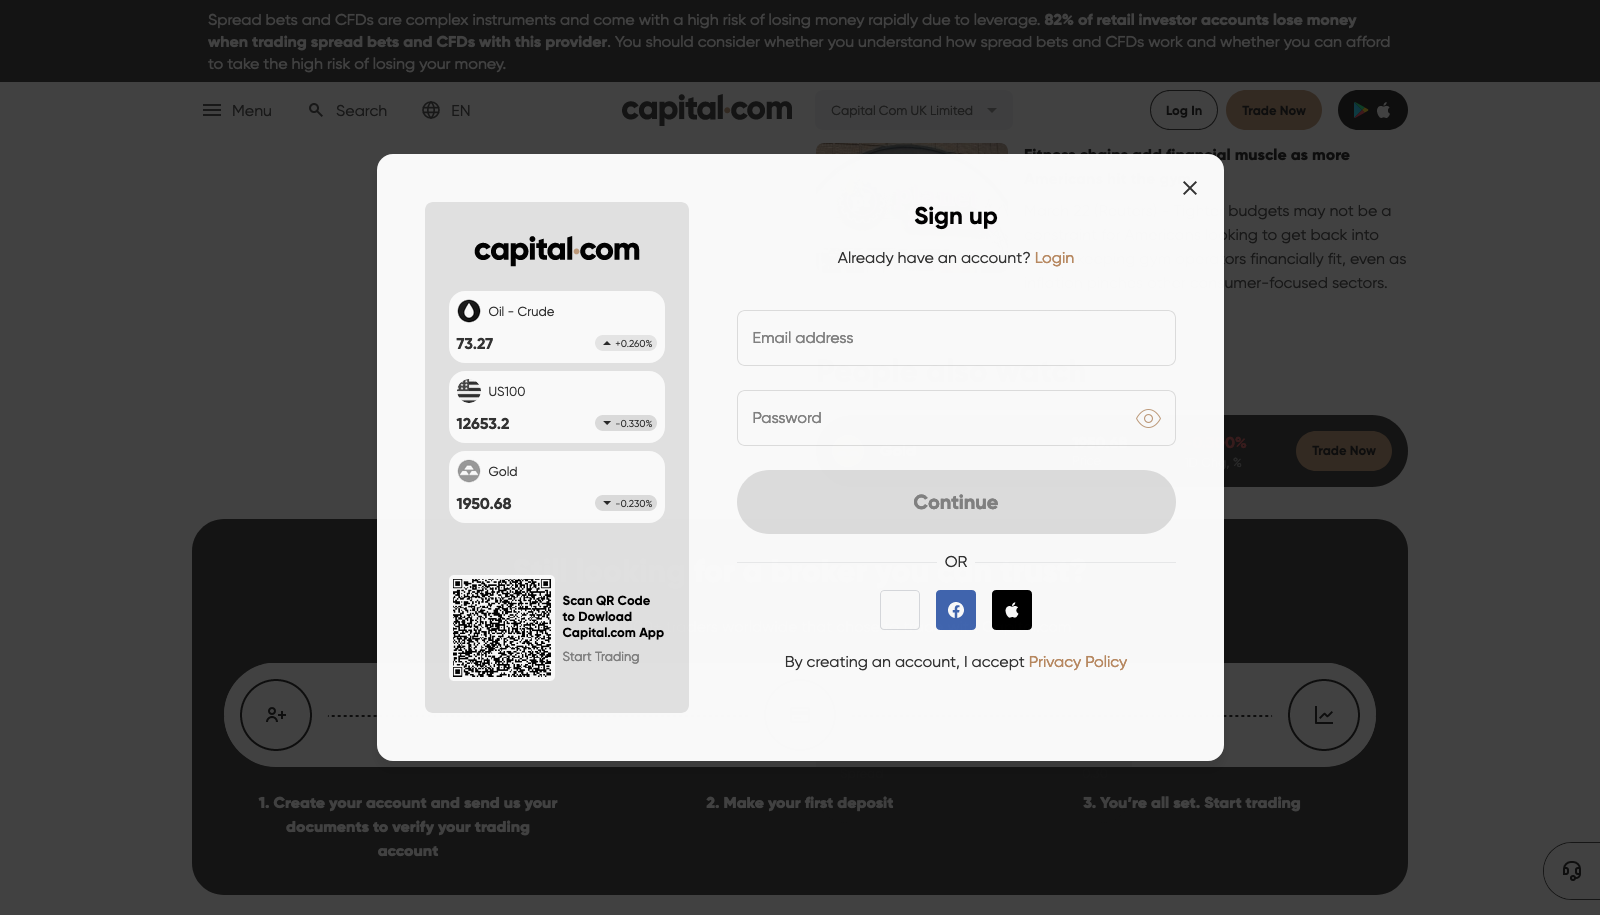 Spread bets and CFDs are complex instruments and come with a high risk of losing money rapidly due to leverage. 82% of retail investor accounts lose money
when trading spread bets and CFDs with this provider. You should consider whether you understand how spread bets and CFDs work and whether you can afford
to take the high risk of losing your money.
Menu
Search
EN
capital.com
Capital Com UK Limited
Log In
Trade Now
Fitness chains add financial muscle as more
budgets may not be a
king to get back into
ors financially fit, even as
umer-focused sectors.
capital.com
Oil - Crude
73.27
+0.260%
US100
12653.2
-0.330%
Gold
1950.68
-0.230%
Scan QR Code
to Dowload
Capital.com App
Start Trading
Sign up
Already have an account? Login
Email address
Password
Continue
OR
By creating an account, I accept Privacy Policy
0%
, %
Trade Now
1. Create your account and send us your
documents to verify your trading
account
2. Make your first deposit
3. You're all set. Start trading